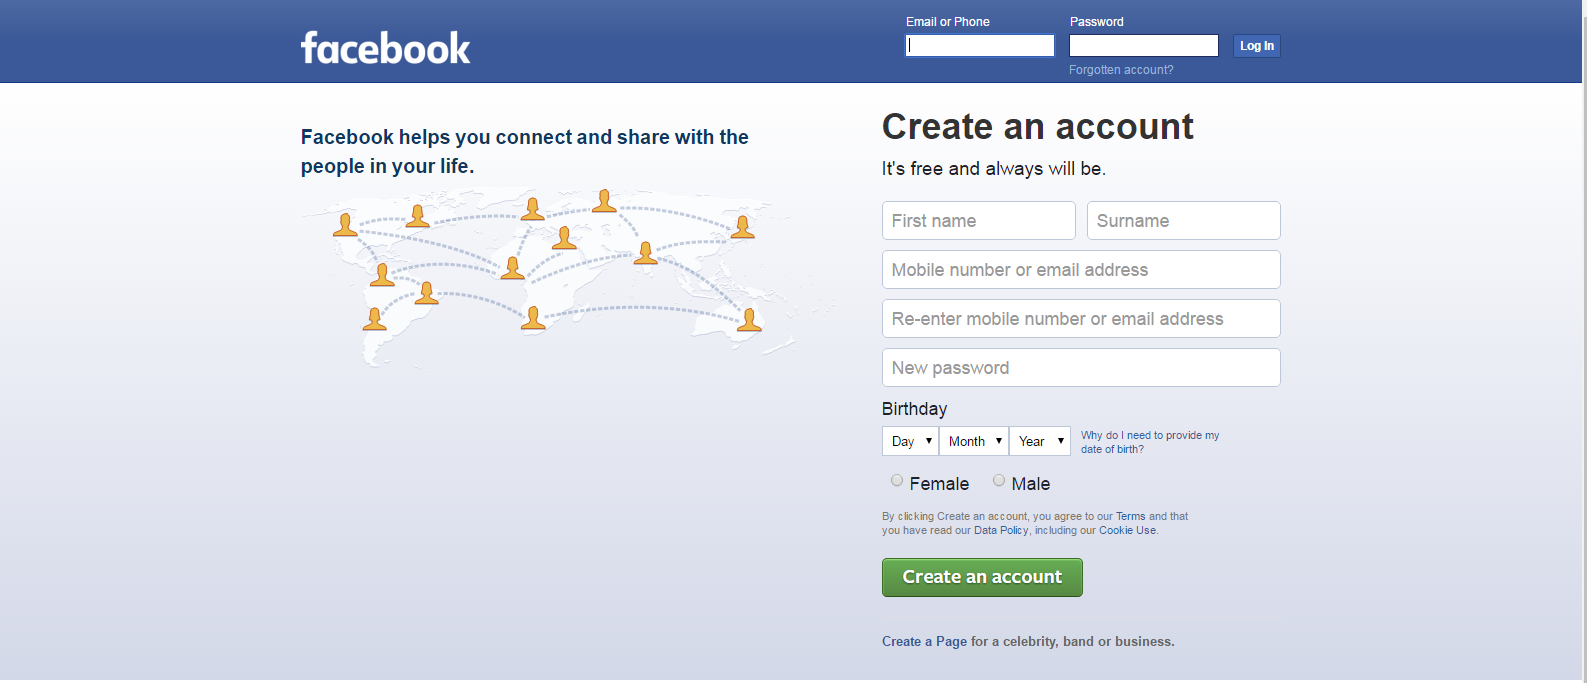 facebook
Email or Phone
Password
Log In
Forgotten account?
Facebook helps you connect and share with the
people in your life.
Create an account
It's free and always will be.
First name
Surname
Mobile number or email address
Re-enter mobile number or email address
New password
Birthday
Day
Month
Year
Why do I need to provide my
date of birth?
Female
Male
By clicking Create an account, you agree to our Terms and that
you have read our Data Policy, including our Cookie Use.
Create an account
Create a Page for a celebrity, band or business.